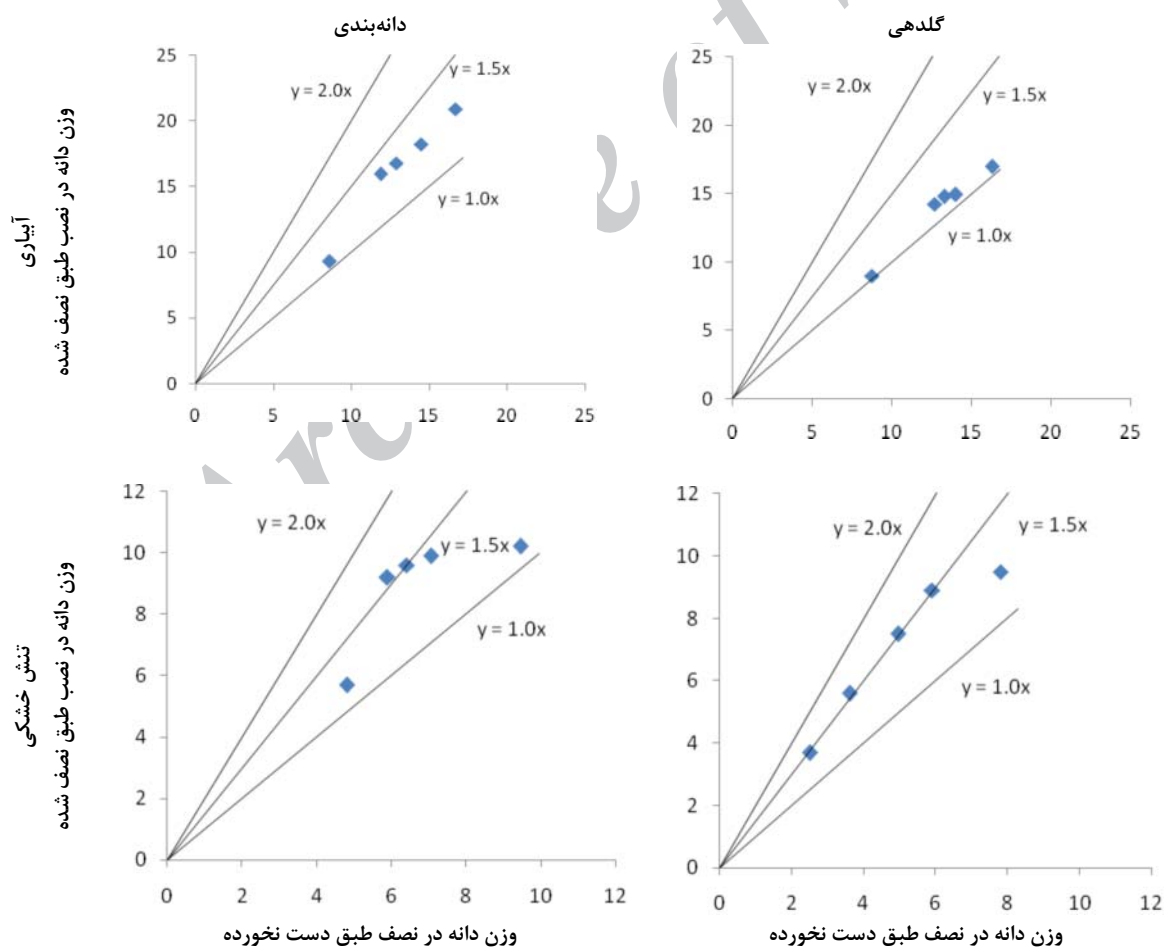 گلدهی
دانه‌بندی
آبیاری
وزن دانه در نصب طبق نصف شده
25
20
15
10
5
0
0 5 10 15 20 25
y = 2.0x
y = 1.5x
y = 1.0x
25
20
15
10
5
0
0 5 10 15 20 25
y = 2.0x
y = 1.5x
y = 1.0x
تنش خشکی
وزن دانه در نصب طبق نصف شده
12
10
8
6
4
2
0
0 2 4 6 8 10 12
y = 2.0x
y = 1.5x
y = 1.0x
12
10
8
6
4
2
0
0 2 4 6 8 10 12
y = 2.0x
y = 1.5x
y = 1.0x
وزن دانه در نصف طبق دست نخورده
وزن دانه در نصف طبق دست نخورده